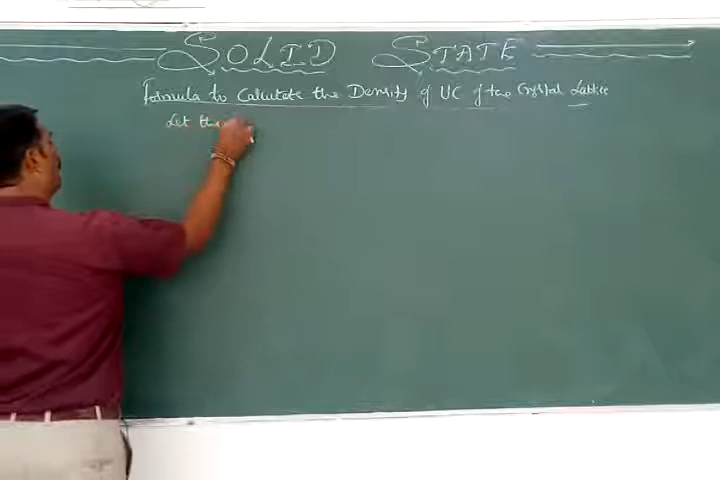 SOLID STATE
Formula to Calculate the Density of UC of the Crystal Lattice
Let the